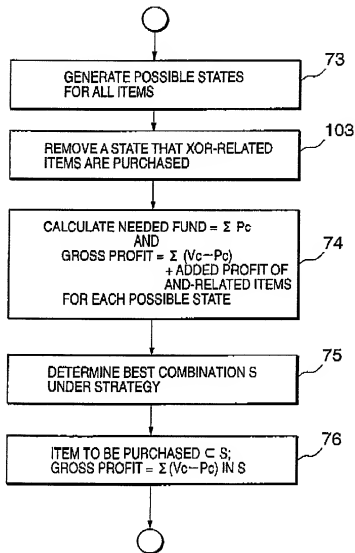 73
GENERATE POSSIBLE STATES
FOR ALL ITEMS
103
REMOVE A STATE THAT XOR-RELATED
ITEMS ARE PURCHASED
74
CALCULATE NEEDED FUND = Σ Pc
AND
GROSS PROFIT = Σ (Vc−Pc)
+ ADDED PROFIT OF
AND-RELATED ITEMS
FOR EACH POSSIBLE STATE
75
DETERMINE BEST COMBINATION S
UNDER STRATEGY
76
ITEM TO BE PURCHASED ⊂ S;
GROSS PROFIT = Σ (Vc−Pc) IN S